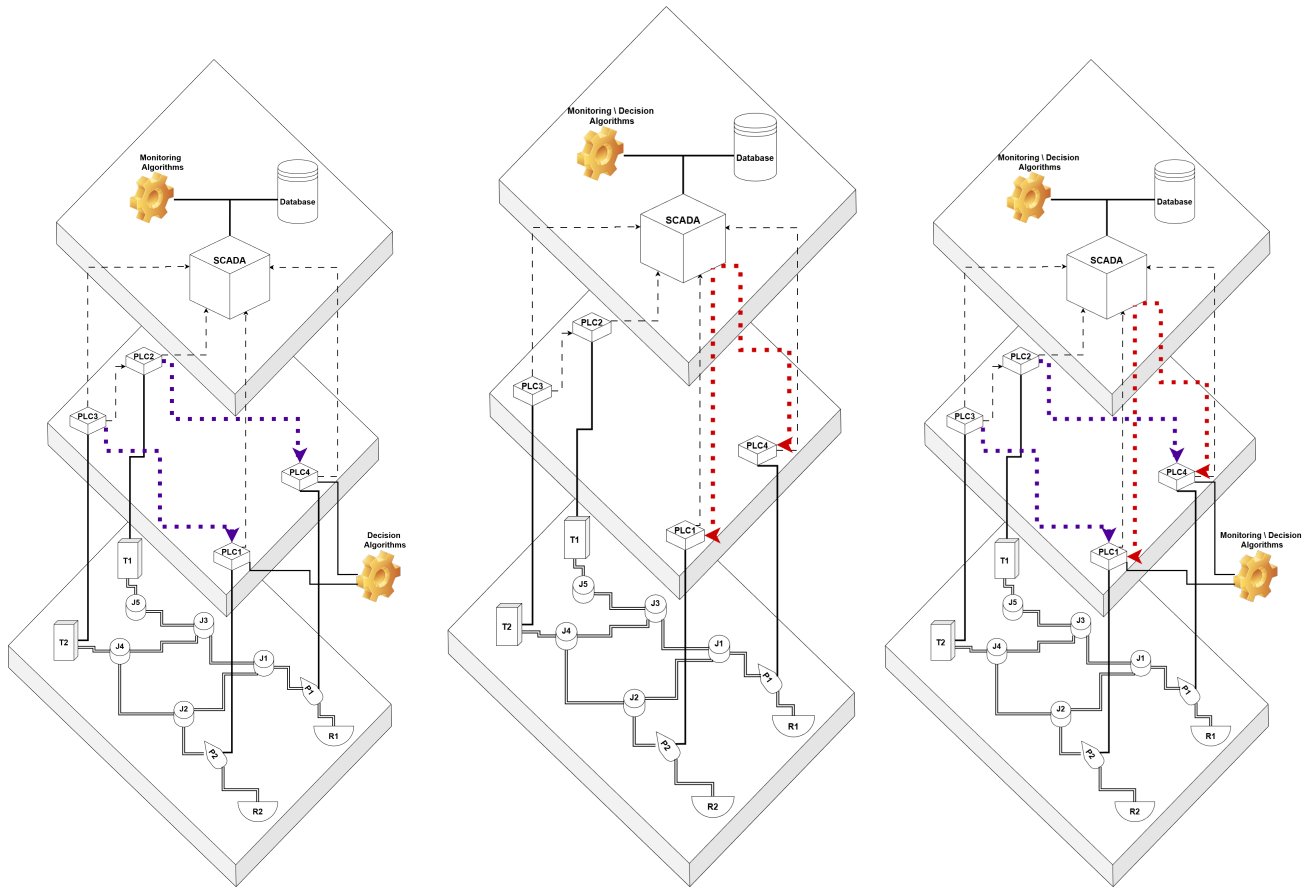 Monitoring
Algorithms
Database
SCADA
PLC2
PLC3
PLC4
PLC1
Decision
Algorithms
T1
J5
J3
T2
J4
J1
P1
J2
R1
P2
R2
Monitoring \ Decision
Algorithms
Database
SCADA
PLC2
PLC3
PLC4
PLC1
T1
J5
J3
T2
J4
J1
P1
J2
R1
P2
R2
Monitoring \ Decision
Algorithms
Database
SCADA
PLC2
PLC3
PLC4
PLC1
Monitoring \ Decision
Algorithms
T1
J5
J3
T2
J4
J1
P1
J2
R1
P2
R2